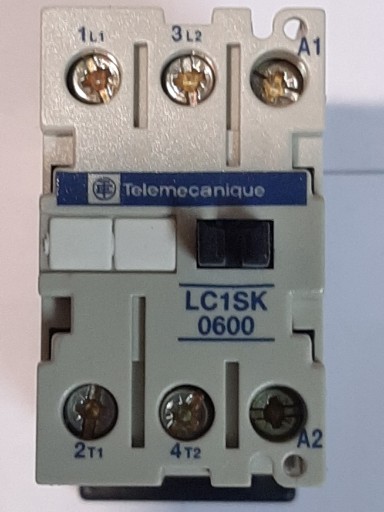 1L1 3L2 A1
Telemecanique
LC1SK
0600
2T1 4T2 A2